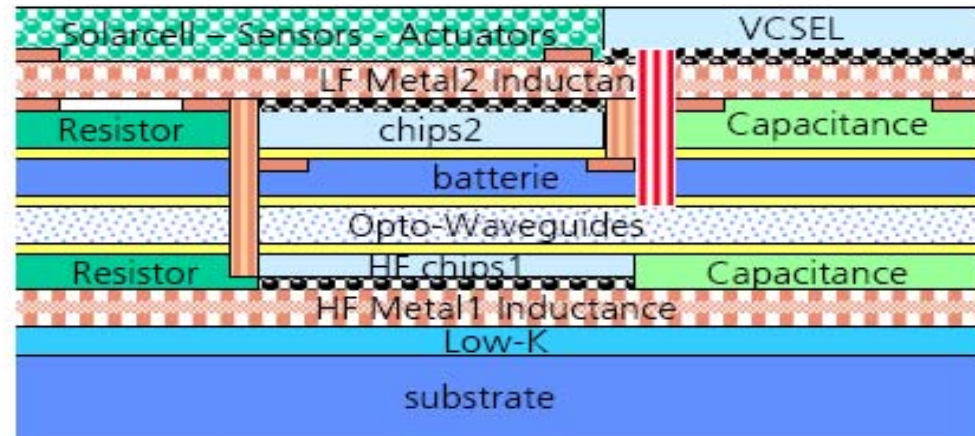 Solarcell – Sensors - Actuators
VCSEL
LF Metal2 Inductan
Resistor
chips2
Capacitance
batterie
Opto-Waveguides
Resistor
HF chips1
Capacitance
HF Metal1 Inductance
Low-K
substrate